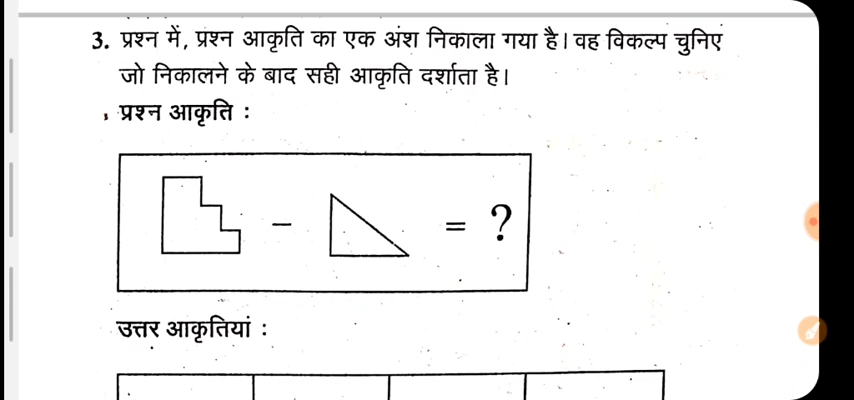 3. प्रश्न में, प्रश्न आकृति का एक अंश निकाला गया है। वह विकल्प चुनिए
जो निकालने के बाद सही आकृति दर्शाता है।
प्रश्न आकृति :
– = ?
उत्तर आकृतियां :